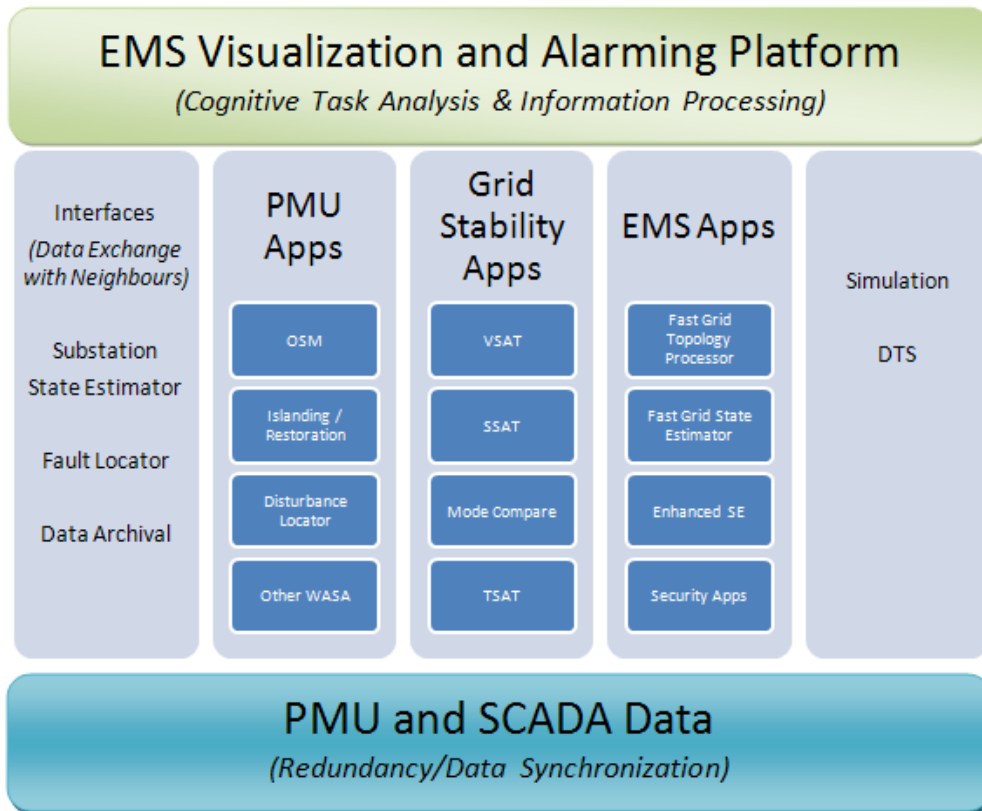 EMS Visualization and Alarming Platform
(Cognitive Task Analysis & Information Processing)
Interfaces
(Data Exchange
with Neighbours)
Substation
State Estimator
Fault Locator
Data Archival
PMU
Apps
OSM
Islanding /
Restoration
Disturbance
Locator
Other WASA
Grid
Stability
Apps
VSAT
SSAT
Mode Compare
TSAT
EMS Apps
Fast Grid
Topology
Processor
Fast Grid State
Estimator
Enhanced SE
Security Apps
Simulation
DTS
PMU and SCADA Data
(Redundancy/Data Synchronization)